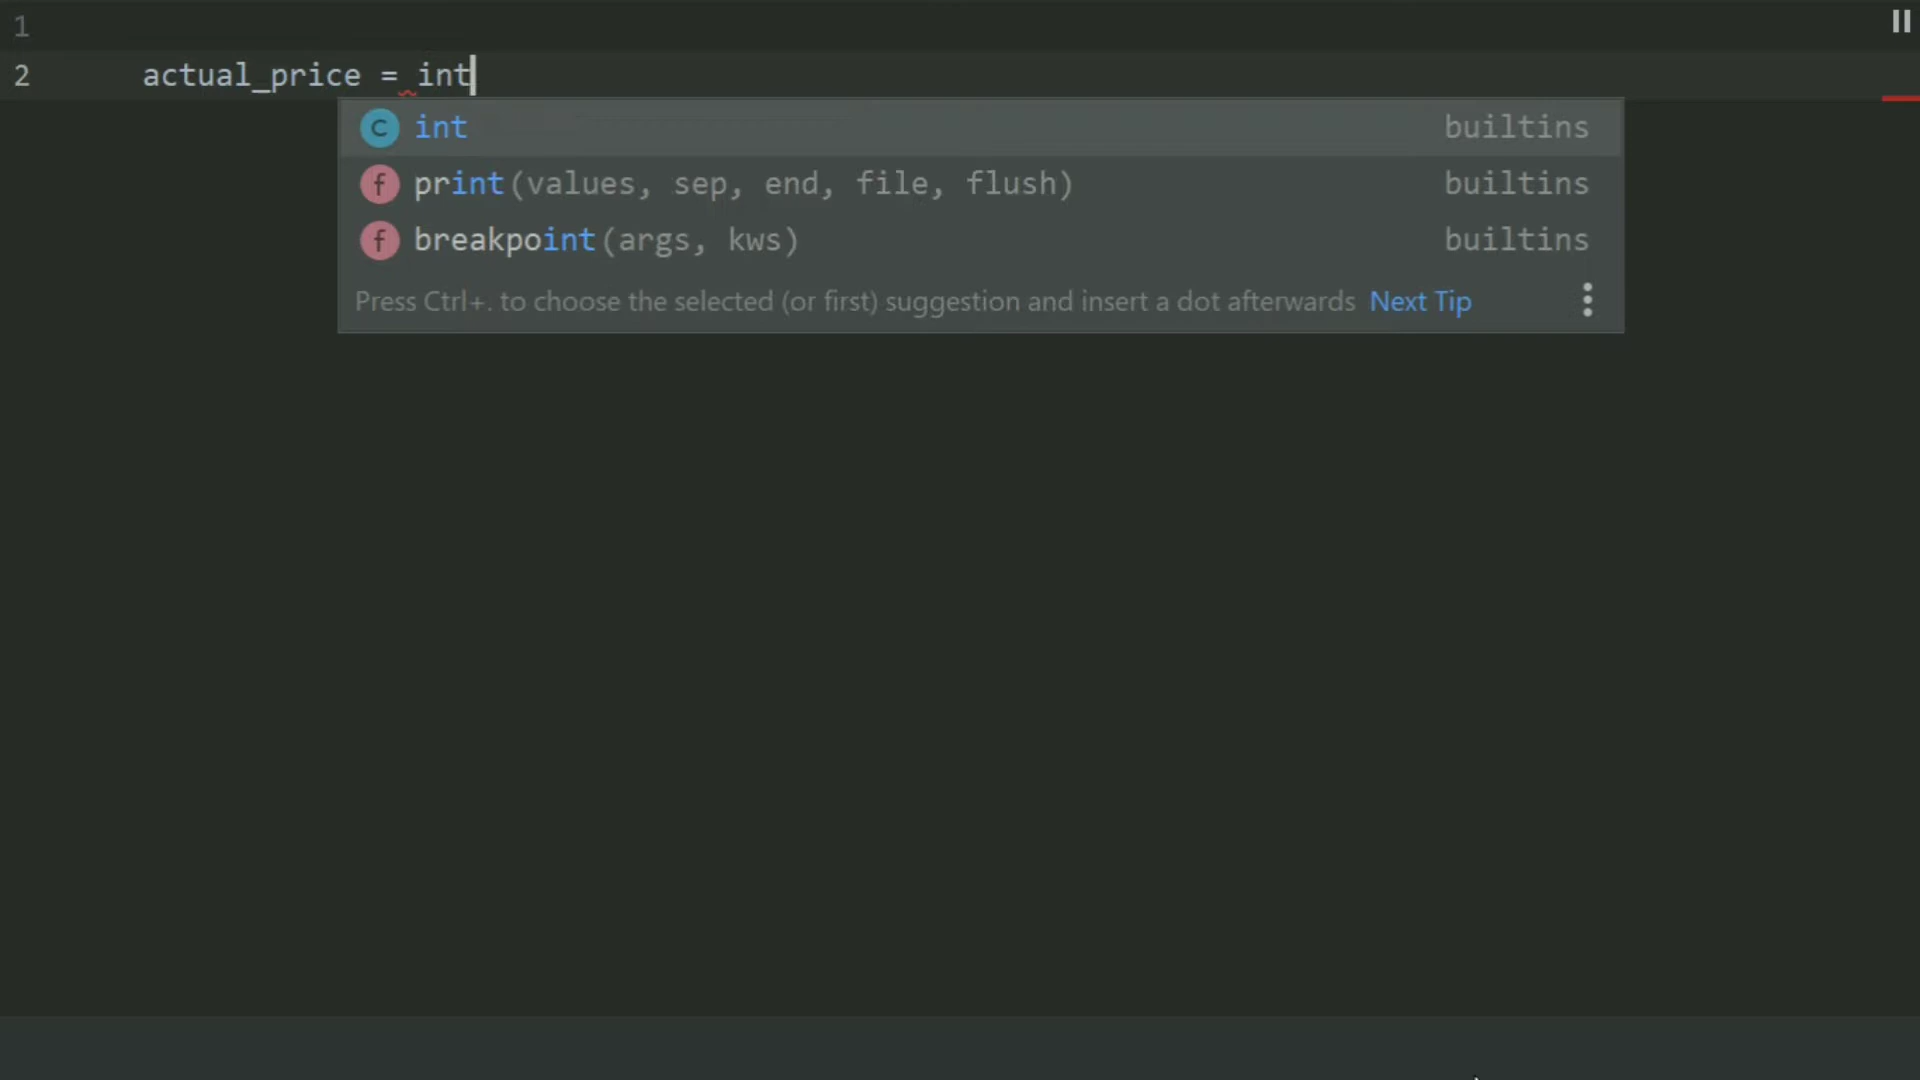 1
2 actual_price = int
c int builtins
f print(values, sep, end, file, flush) builtins
f breakpoint(args, kws) builtins
Press Ctrl+. to choose the selected (or first) suggestion and insert a dot afterwards Next Tip